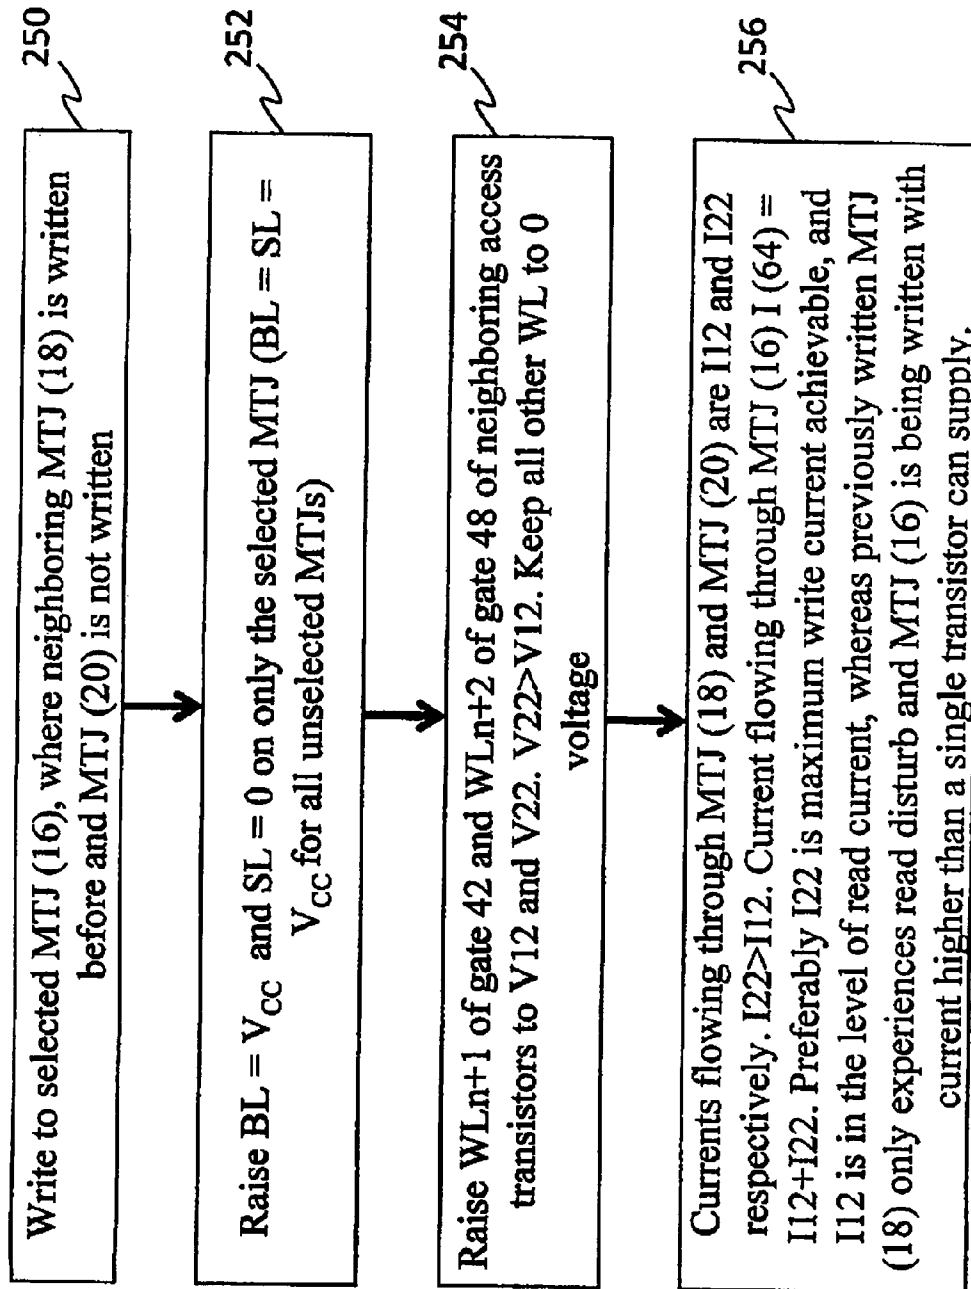 Write to selected MTJ (16), where neighboring MTJ (18) is written
before and MTJ (20) is not written
250
Raise BL = VCC and SL = 0 on only the selected MTJ (BL = SL =
VCC for all unselected MTJs)
252
Raise WLn+1 of gate 42 and WLn+2 of gate 48 of neighboring access
transistors to V12 and V22. V22>V12. Keep all other WL to 0
voltage
254
Currents flowing through MTJ (18) and MTJ (20) are I12 and I22
respectively. I22>I12. Current flowing through MTJ (16) I (64) =
I12+I22. Preferably I22 is maximum write current achievable, and
I12 is in the level of read current, whereas previously written MTJ
(18) only experiences read disturb and MTJ (16) is being written with
current higher than a single transistor can supply.
256